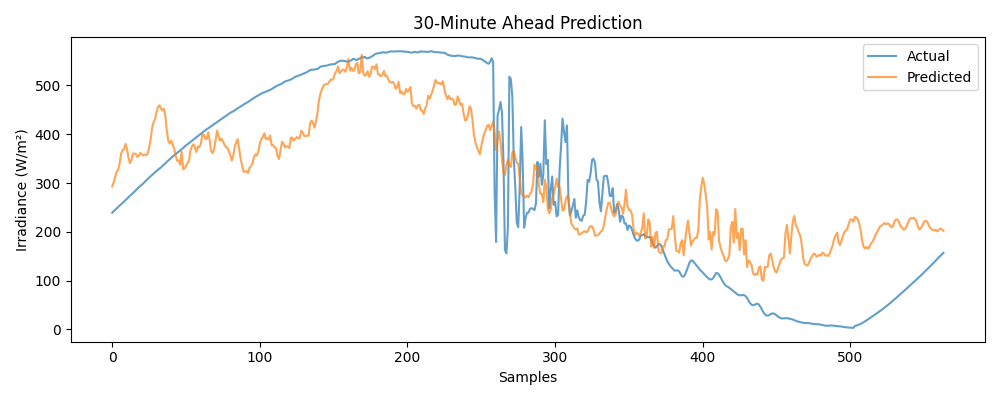 30-Minute Ahead Prediction
Actual
Predicted
Irradiance (W/m²)
500
400
300
200
100
0
0 100 200 300 400 500
Samples